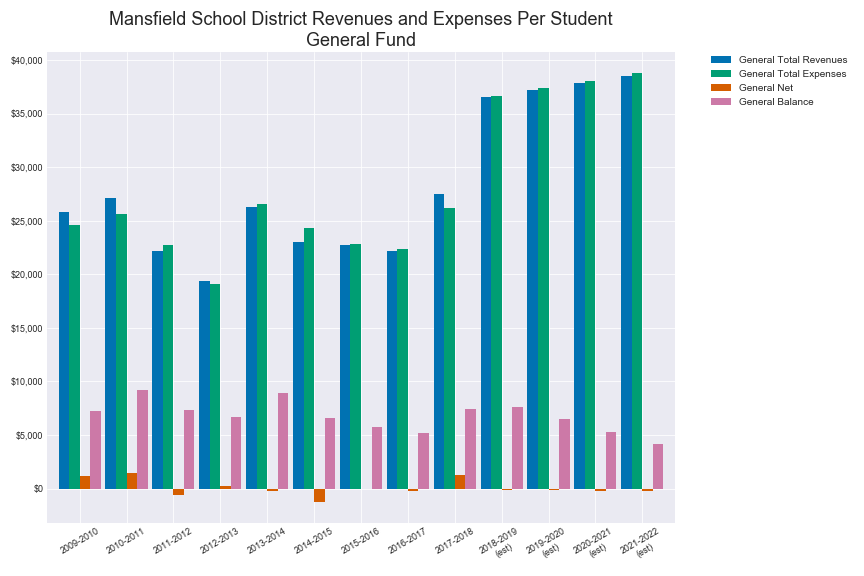 Mansfield School District Revenues and Expenses Per Student
General Fund
General Total Revenues
General Total Expenses
General Net
General Balance
$40,000
$35,000
$30,000
$25,000
$20,000
$15,000
$10,000
$5,000
$0
2009-2010
2010-2011
2011-2012
2012-2013
2013-2014
2014-2015
2015-2016
2016-2017
2017-2018
2018-2019
(est)
2019-2020
(est)
2020-2021
(est)
2021-2022
(est)